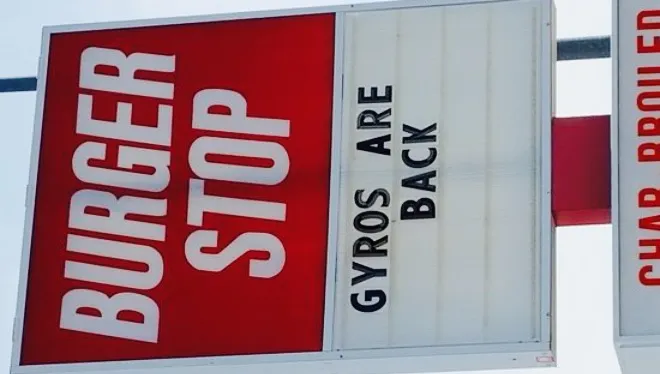 BURGER
STOP
GYROS ARE
BACK
CHAR BROILED